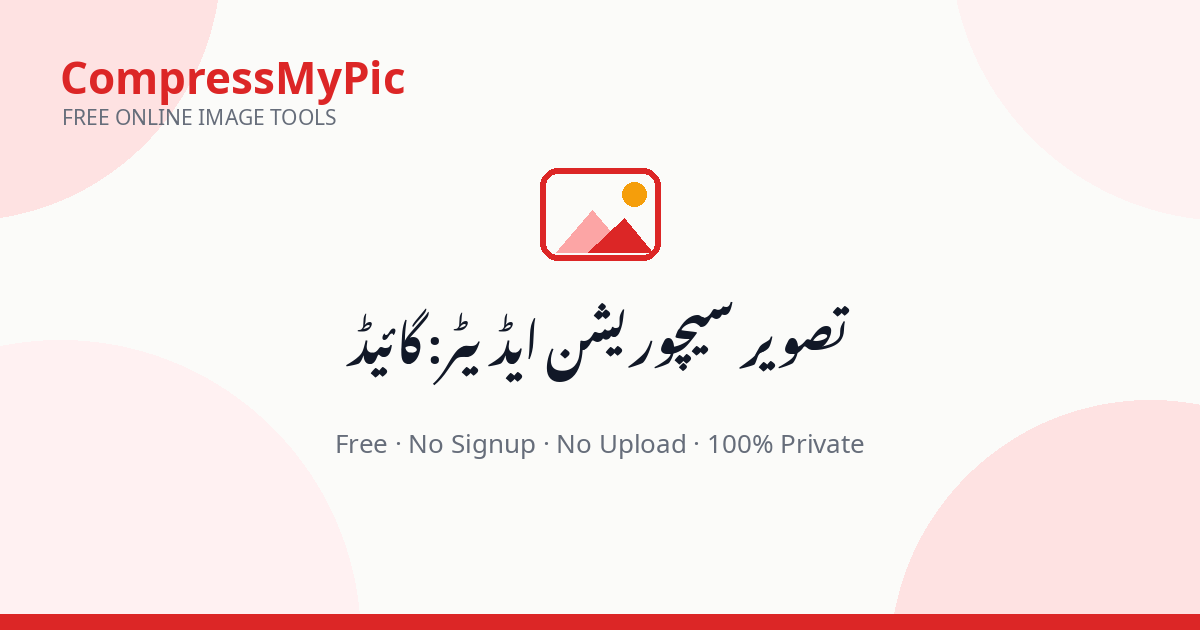 CompressMyPic
FREE ONLINE IMAGE TOOLS
تصویر سیچوریشن ایڈیٹر: گائیڈ
Free · No Signup · No Upload · 100% Private